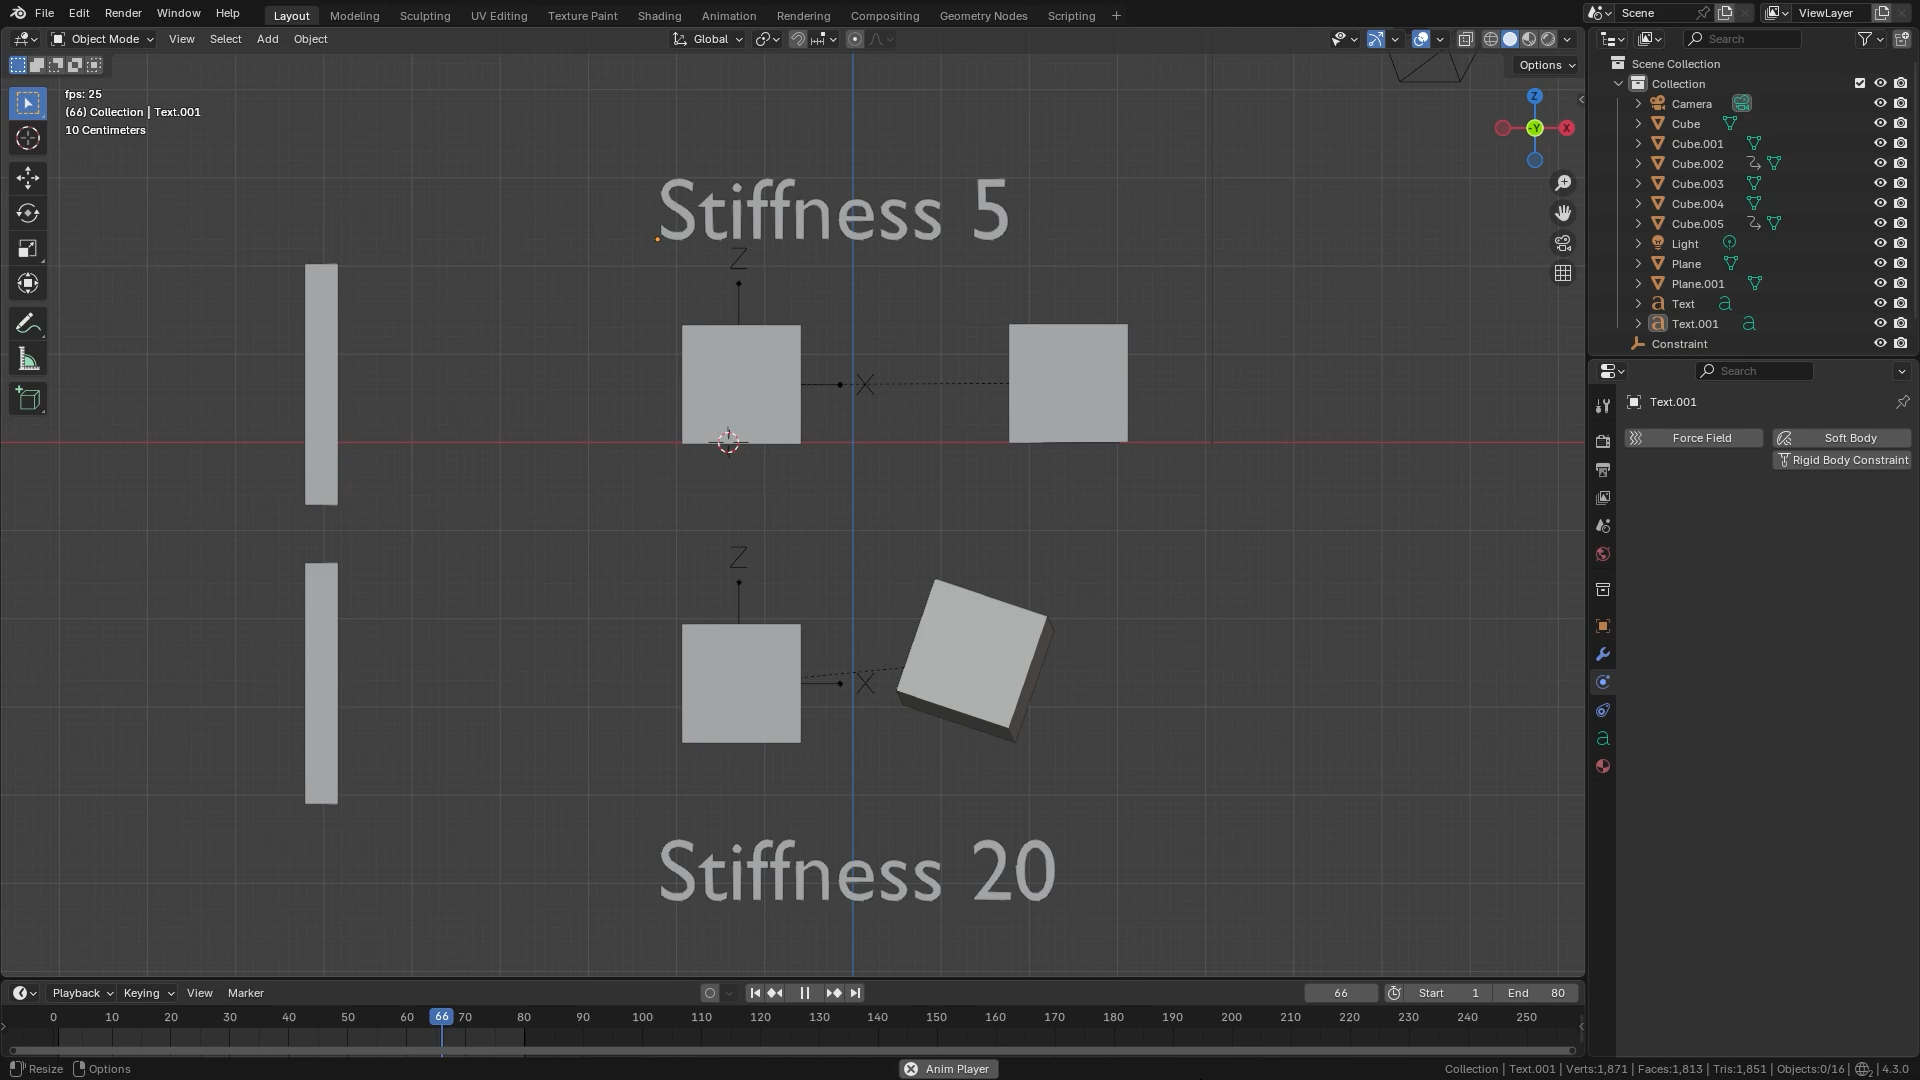 File Edit Render Window Help Layout Modeling Sculpting UV Editing Texture Paint Shading Animation Rendering Compositing Geometry Nodes Scripting + Scene ViewLayer
Object Mode View Select Add Object Global Search
Options
fps: 25
(66) Collection | Text.001
10 Centimeters
Z
-Y X
Stiffness 5
Z
X
Z
X
Stiffness 20
Scene Collection
Collection
Camera
Cube
Cube.001
Cube.002
Cube.003
Cube.004
Cube.005
Light
Plane
Plane.001
Text
Text.001
Constraint
Search
Text.001
Force Field Soft Body
Rigid Body Constraint
Playback Keying View Marker 66 Start 1 End 80
0 10 20 30 40 50 60 66 70 80 90 100 110 120 130 140 150 160 170 180 190 200 210 220 230 240 250
Resize Options Anim Player Collection | Text.001 | Verts:1,871 | Faces:1,813 | Tris:1,851 | Objects:0/16 | 2 | 4.3.0